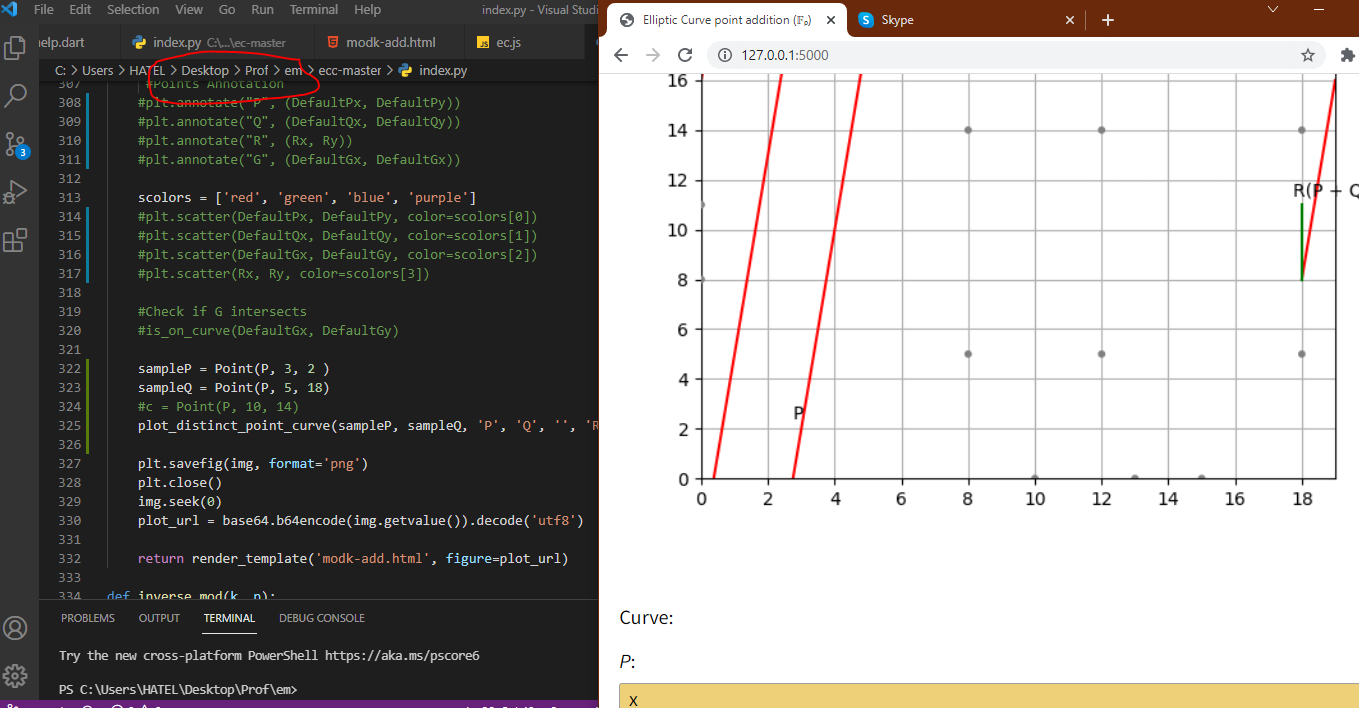 File Edit Selection View Go Run Terminal Help index.py - Visual Studi
elp.dart index.py C:\...\ec-master modk-add.html JS ec.js
C: > Users > HATEL > Desktop > Prof > em > ecc-master > index.py
307 #Points Annotation
308 #plt.annotate("P", (DefaultPx, DefaultPy))
309 #plt.annotate("Q", (DefaultQx, DefaultQy))
310 #plt.annotate("R", (Rx, Ry))
311 #plt.annotate("G", (DefaultGx, DefaultGx))
312
313 scolors = ['red', 'green', 'blue', 'purple']
314 #plt.scatter(DefaultPx, DefaultPy, color=scolors[0])
315 #plt.scatter(DefaultQx, DefaultQy, color=scolors[1])
316 #plt.scatter(DefaultGx, DefaultGy, color=scolors[2])
317 #plt.scatter(Rx, Ry, color=scolors[3])
318
319 #Check if G intersects
320 #is_on_curve(DefaultGx, DefaultGy)
321
322 sampleP = Point(P, 3, 2 )
323 sampleQ = Point(P, 5, 18)
324 #c = Point(P, 10, 14)
325 plot_distinct_point_curve(sampleP, sampleQ, 'P', 'Q', '', 'R
326
327 plt.savefig(img, format='png')
328 plt.close()
329 img.seek(0)
330 plot_url = base64.b64encode(img.getvalue()).decode('utf8')
331
332 return render_template('modk-add.html', figure=plot_url)
333
334 def inverse_mod(k, p):
3
PROBLEMS OUTPUT TERMINAL DEBUG CONSOLE
Try the new cross-platform PowerShell https://aka.ms/pscore6
PS C:\Users\HATEL\Desktop\Prof\em>
Elliptic Curve point addition (𝔽ₚ) Skype
127.0.0.1:5000
16
14
12
R(P + Q
10
8
6
4
P
2
0
0 2 4 6 8 10 12 14 16 18
Curve:
P:
x